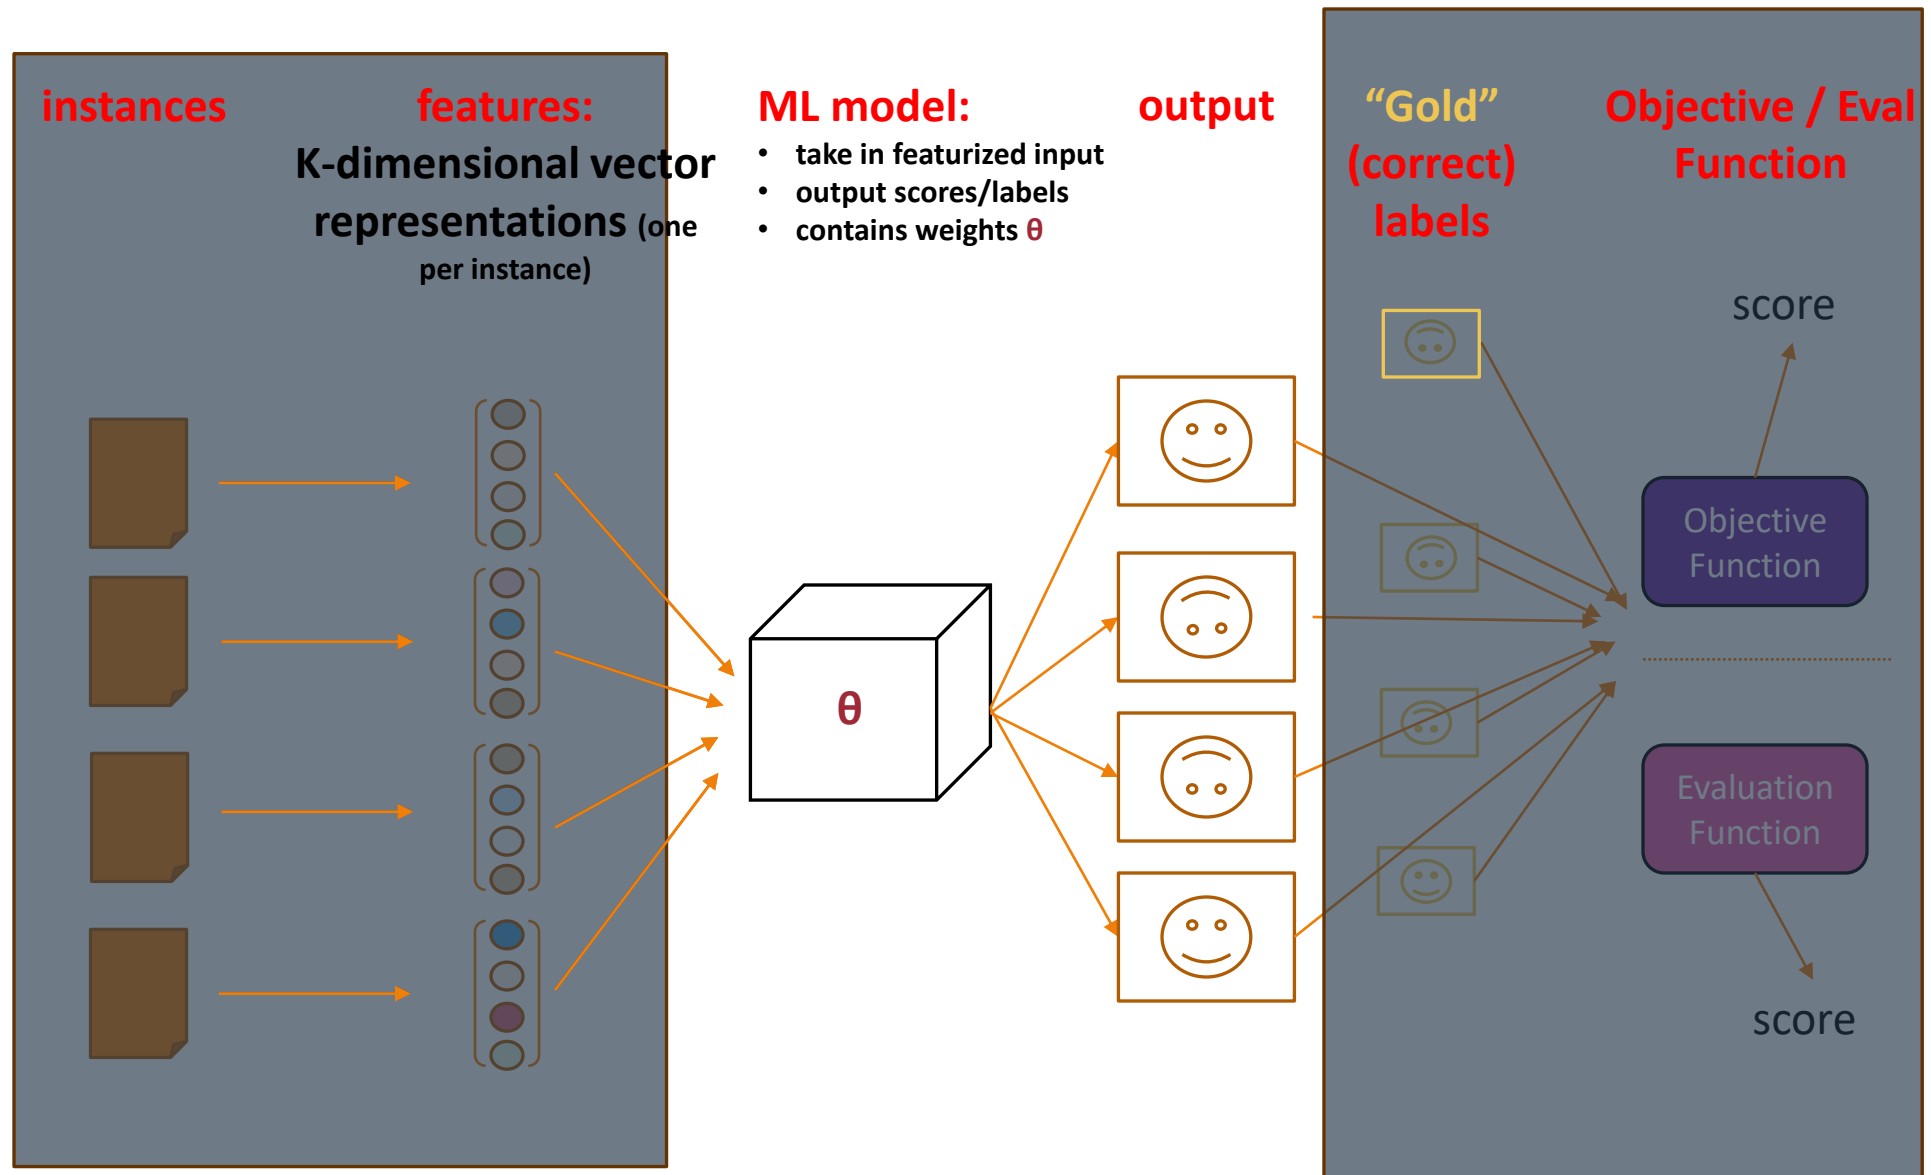 instances
features:
K-dimensional vector
representations (one
per instance)
ML model:
• take in featurized input
• output scores/labels
• contains weights θ
output
“Gold”
(correct)
labels
Objective / Eval
Function
score
Objective
Function
θ
Evaluation
Function
score